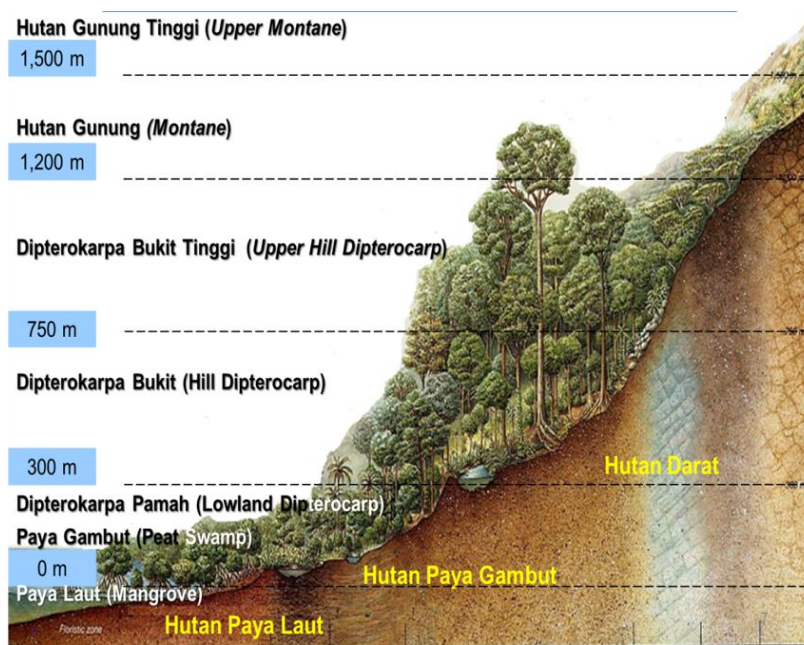 Hutan Gunung Tinggi (Upper Montane)
1,500 m
Hutan Gunung (Montane)
1,200 m
Dipterokarpa Bukit Tinggi (Upper Hill Dipterocarp)
750 m
Dipterokarpa Bukit (Hill Dipterocarp)
300 m
Hutan Darat
Dipterokarpa Pamah (Lowland Dipterocarp)
Paya Gambut (Peat Swamp)
0 m
Hutan Paya Gambut
Paya Laut (Mangrove)
Hutan Paya Laut
Floristic zone